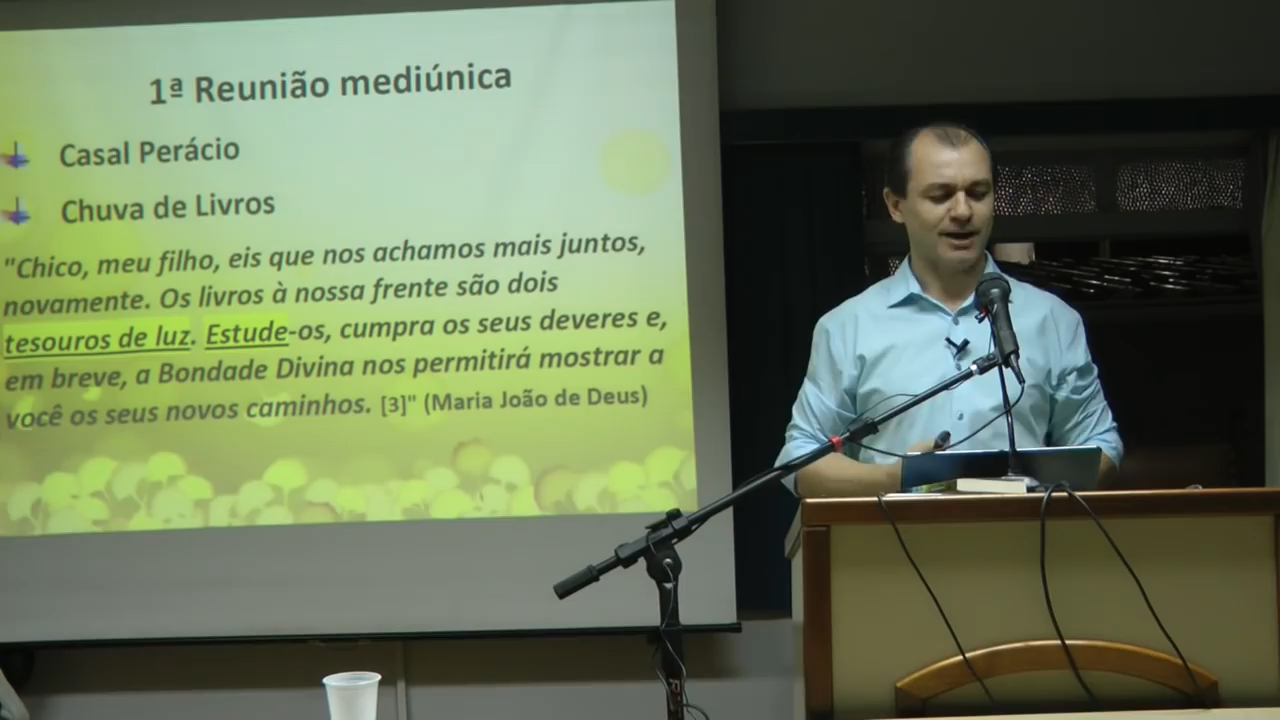 1ª Reunião mediúnica
Casal Perácio
Chuva de Livros
"Chico, meu filho, eis que nos achamos mais juntos,
novamente. Os livros à nossa frente são dois
tesouros de luz. Estude-os, cumpra os seus deveres e,
em breve, a Bondade Divina nos permitirá mostrar a
você os seus novos caminhos. [3]" (Maria João de Deus)